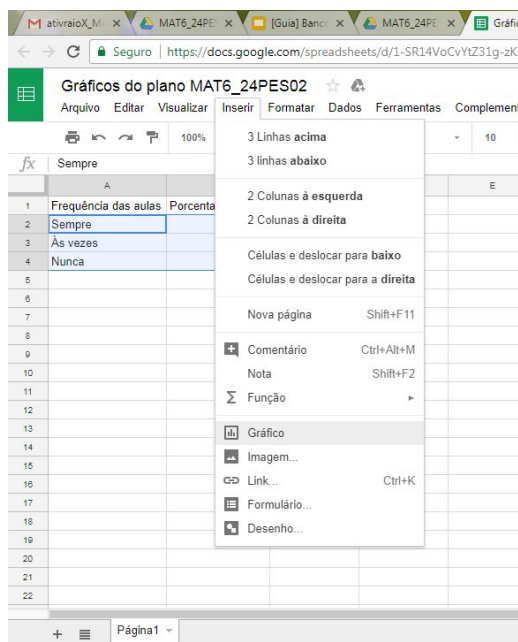 ativraioX_M
MAT6_24PE
[Guia] Banc
MAT6_24PE
Gráfi
Seguro | https://docs.google.com/spreadsheets/d/1-SR14VoCvYtZ31g-zK
Gráficos do plano MAT6_24PES02
Arquivo Editar Visualizar Inserir Formatar Dados Ferramentas Complement
100% 10
fx Sempre
A E
1 Frequência das aulas Porcenta
2 Sempre
3 Às vezes
4 Nunca
5
6
7
8
9
10
11
12
13
14
15
16
17
18
19
20
21
22
3 Linhas acima
3 linhas abaixo
2 Colunas à esquerda
2 Colunas à direita
Células e deslocar para baixo
Células e deslocar para a direita
Nova página Shift+F11
Comentário Ctrl+Alt+M
Nota Shift+F2
Σ Função
Gráfico
Imagem...
Link... Ctrl+K
Formulário...
Desenho...
+ Página1